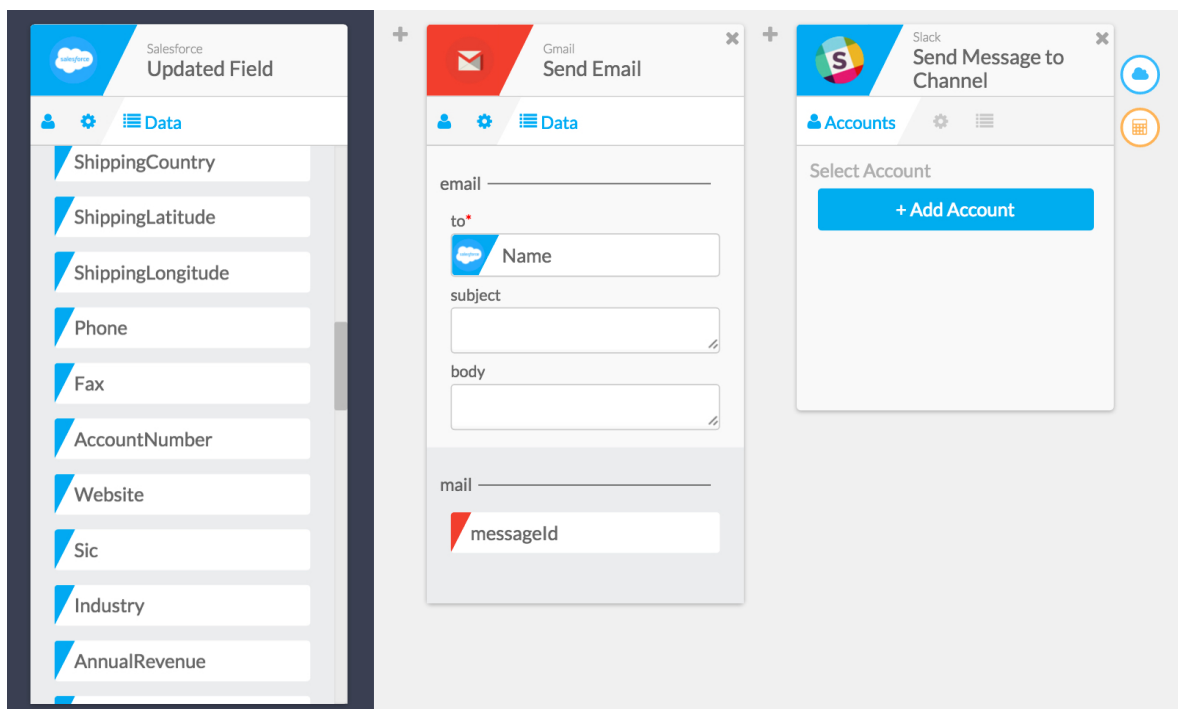 salesforce
Salesforce
Updated Field
Data
ShippingCountry
ShippingLatitude
ShippingLongitude
Phone
Fax
AccountNumber
Website
Sic
Industry
AnnualRevenue
Gmail
Send Email
Data
email
to*
Name
subject
body
mail
messageId
S
Slack
Send Message to
Channel
Accounts
Select Account
+ Add Account